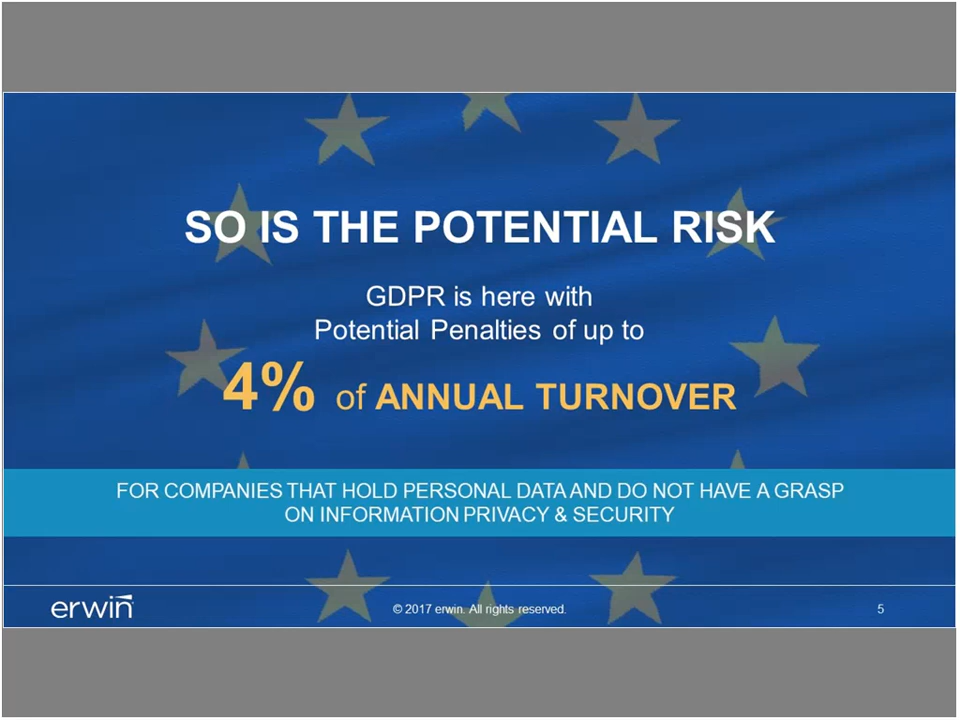 SO IS THE POTENTIAL RISK
GDPR is here with
Potential Penalties of up to
4% of ANNUAL TURNOVER
FOR COMPANIES THAT HOLD PERSONAL DATA AND DO NOT HAVE A GRASP
ON INFORMATION PRIVACY & SECURITY
erwin © 2017 erwin. All rights reserved. 5